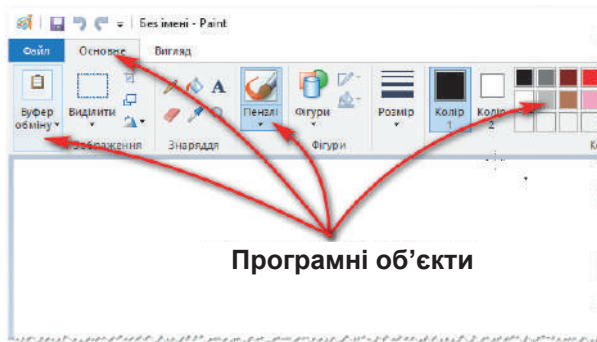 Без імені - Paint
Файл Основне Вигляд
Буфер обміну Виділити Пензлі Фігури Розмір Колір 1 Колір 2
Зображення Знаряддя Фігури
Програмні об’єкти